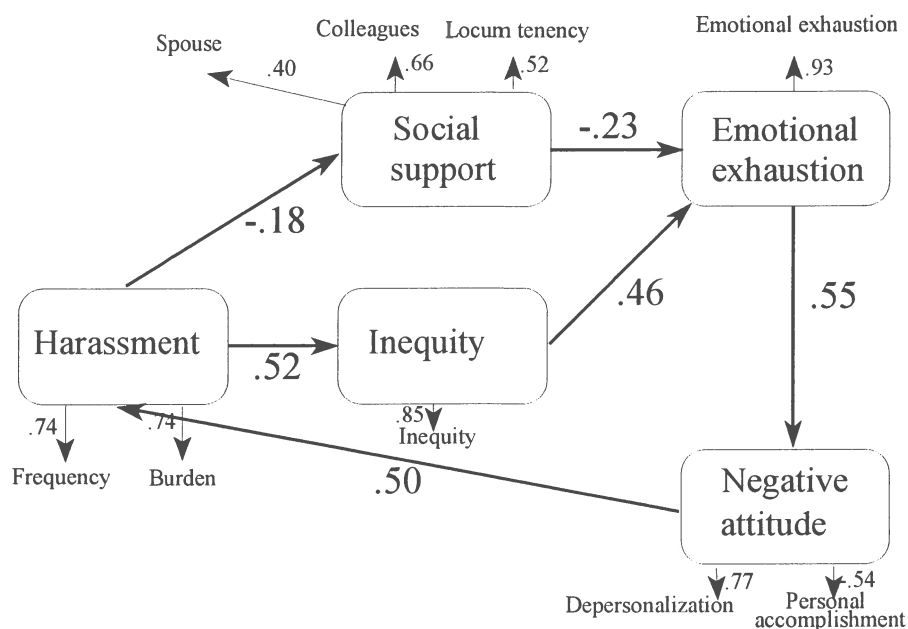 Colleagues
Locum tenency
Emotional exhaustion
Spouse
.40
.66
.52
.93
Social
support
-.23
Emotional
exhaustion
-.18
.46
.55
Harassment
.52
Inequity
.74
.74
.85
Inequity
Frequency
Burden
.50
Negative
attitude
.77
-.54
Depersonalization
Personal
accomplishment